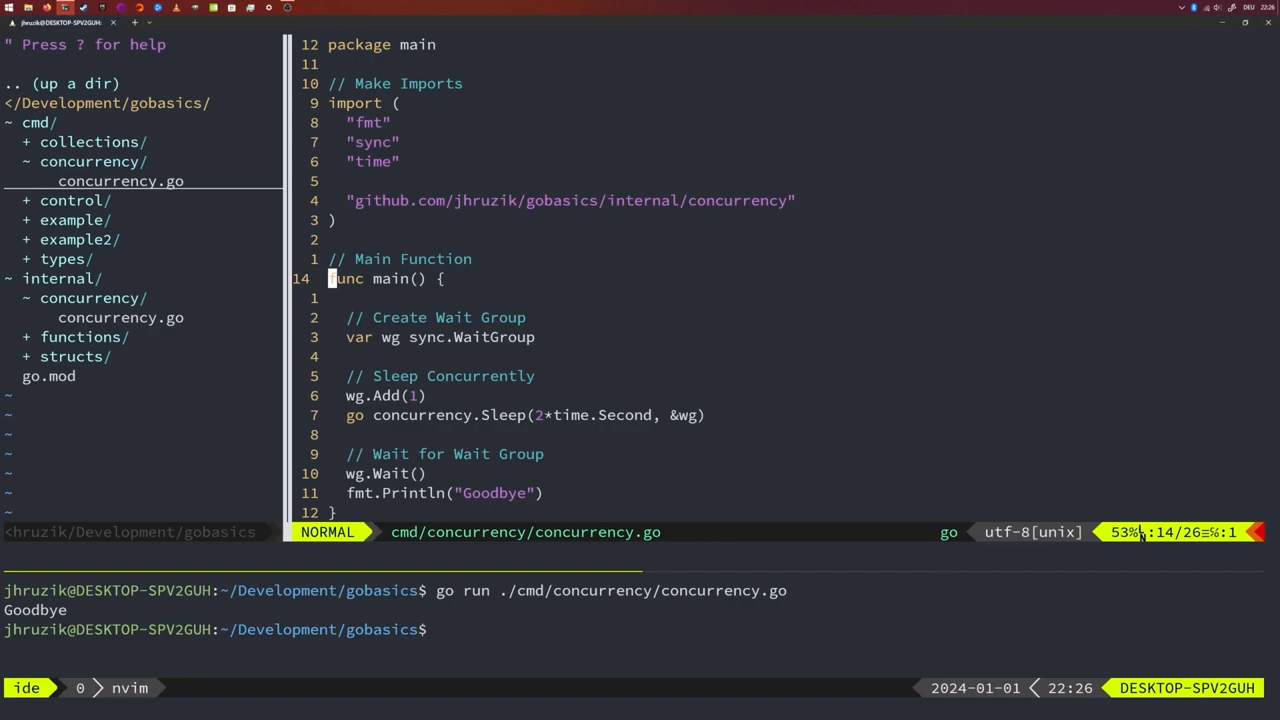 DEU 22:26
jhruzik@DESKTOP-SPV2GUH:
" Press ? for help
.. (up a dir)
</Development/gobasics/
~ cmd/
+ collections/
~ concurrency/
concurrency.go
+ control/
+ example/
+ example2/
+ types/
~ internal/
~ concurrency/
concurrency.go
+ functions/
+ structs/
go.mod
~
~
~
~
~
~
~
<hruzik/Development/gobasics
12 package main
11
10 // Make Imports
9 import (
8 "fmt"
7 "sync"
6 "time"
5
4 "github.com/jhruzik/gobasics/internal/concurrency"
3 )
2
1 // Main Function
14 func main() {
1
2 // Create Wait Group
3 var wg sync.WaitGroup
4
5 // Sleep Concurrently
6 wg.Add(1)
7 go concurrency.Sleep(2*time.Second, &wg)
8
9 // Wait for Wait Group
10 wg.Wait()
11 fmt.Println("Goodbye")
12 }
NORMAL cmd/concurrency/concurrency.go go utf-8[unix] 53% :14/26≡℅:1
jhruzik@DESKTOP-SPV2GUH:~/Development/gobasics$ go run ./cmd/concurrency/concurrency.go
Goodbye
jhruzik@DESKTOP-SPV2GUH:~/Development/gobasics$
ide 0 nvim 2024-01-01 22:26 DESKTOP-SPV2GUH